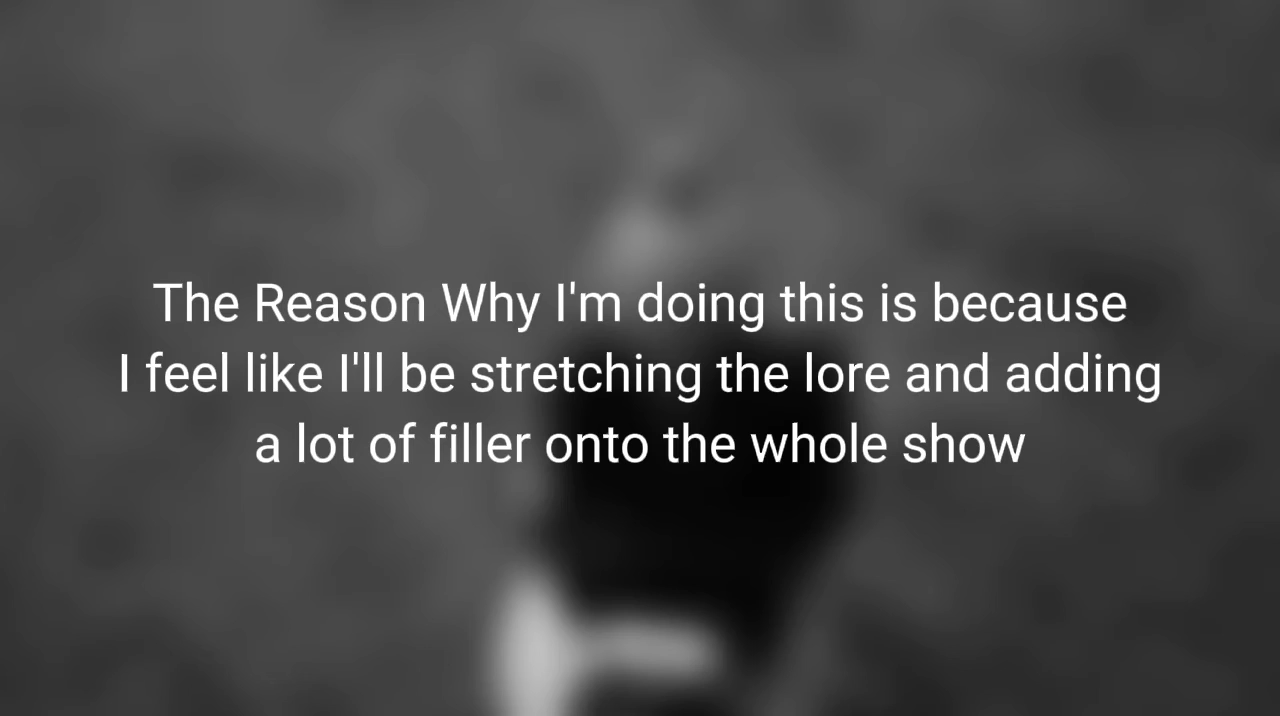 The Reason Why I'm doing this is because
I feel like I'll be stretching the lore and adding
a lot of filler onto the whole show